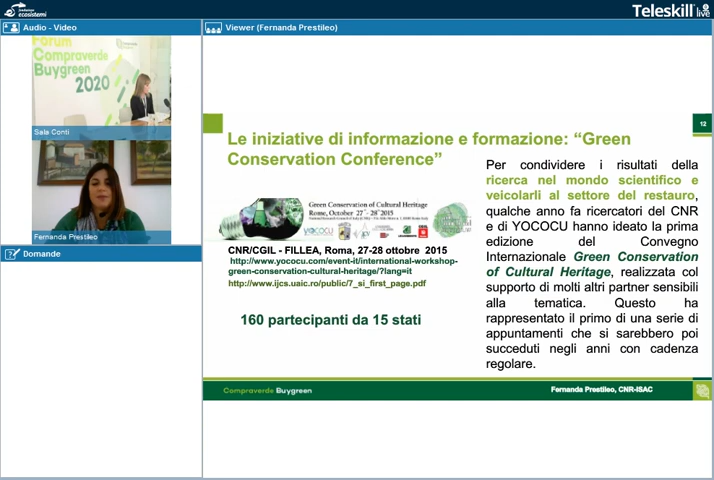 fondazione
ecosistemi
Teleskill live
Audio - Video
Viewer (Fernanda Prestileo)
Forum
Compraverde
Buygreen
2020
Sala Conti
Fernanda Prestileo
Domande
12
Le iniziative di informazione e formazione: “Green
Conservation Conference”
Green Conservation of Cultural Heritage
Rome, October 27 - 28 2015
YOCOCU
CNR/CGIL - FILLEA, Roma, 27-28 ottobre 2015
http://www.yococu.com/event-it/international-workshop-
green-conservation-cultural-heritage/?lang=it
http://www.ijcs.uaic.ro/public/7_si_first_page.pdf
160 partecipanti da 15 stati
Per condividere i risultati della
ricerca nel mondo scientifico e
veicolarli al settore del restauro,
qualche anno fa ricercatori del CNR
e di YOCOCU hanno ideato la prima
edizione del Convegno
Internazionale Green Conservation
of Cultural Heritage, realizzata col
supporto di molti altri partner sensibili
alla tematica. Questo ha
rappresentato il primo di una serie di
appuntamenti che si sarebbero poi
succeduti negli anni con cadenza
regolare.
Compraverde Buygreen
Fernanda Prestileo, CNR-ISAC